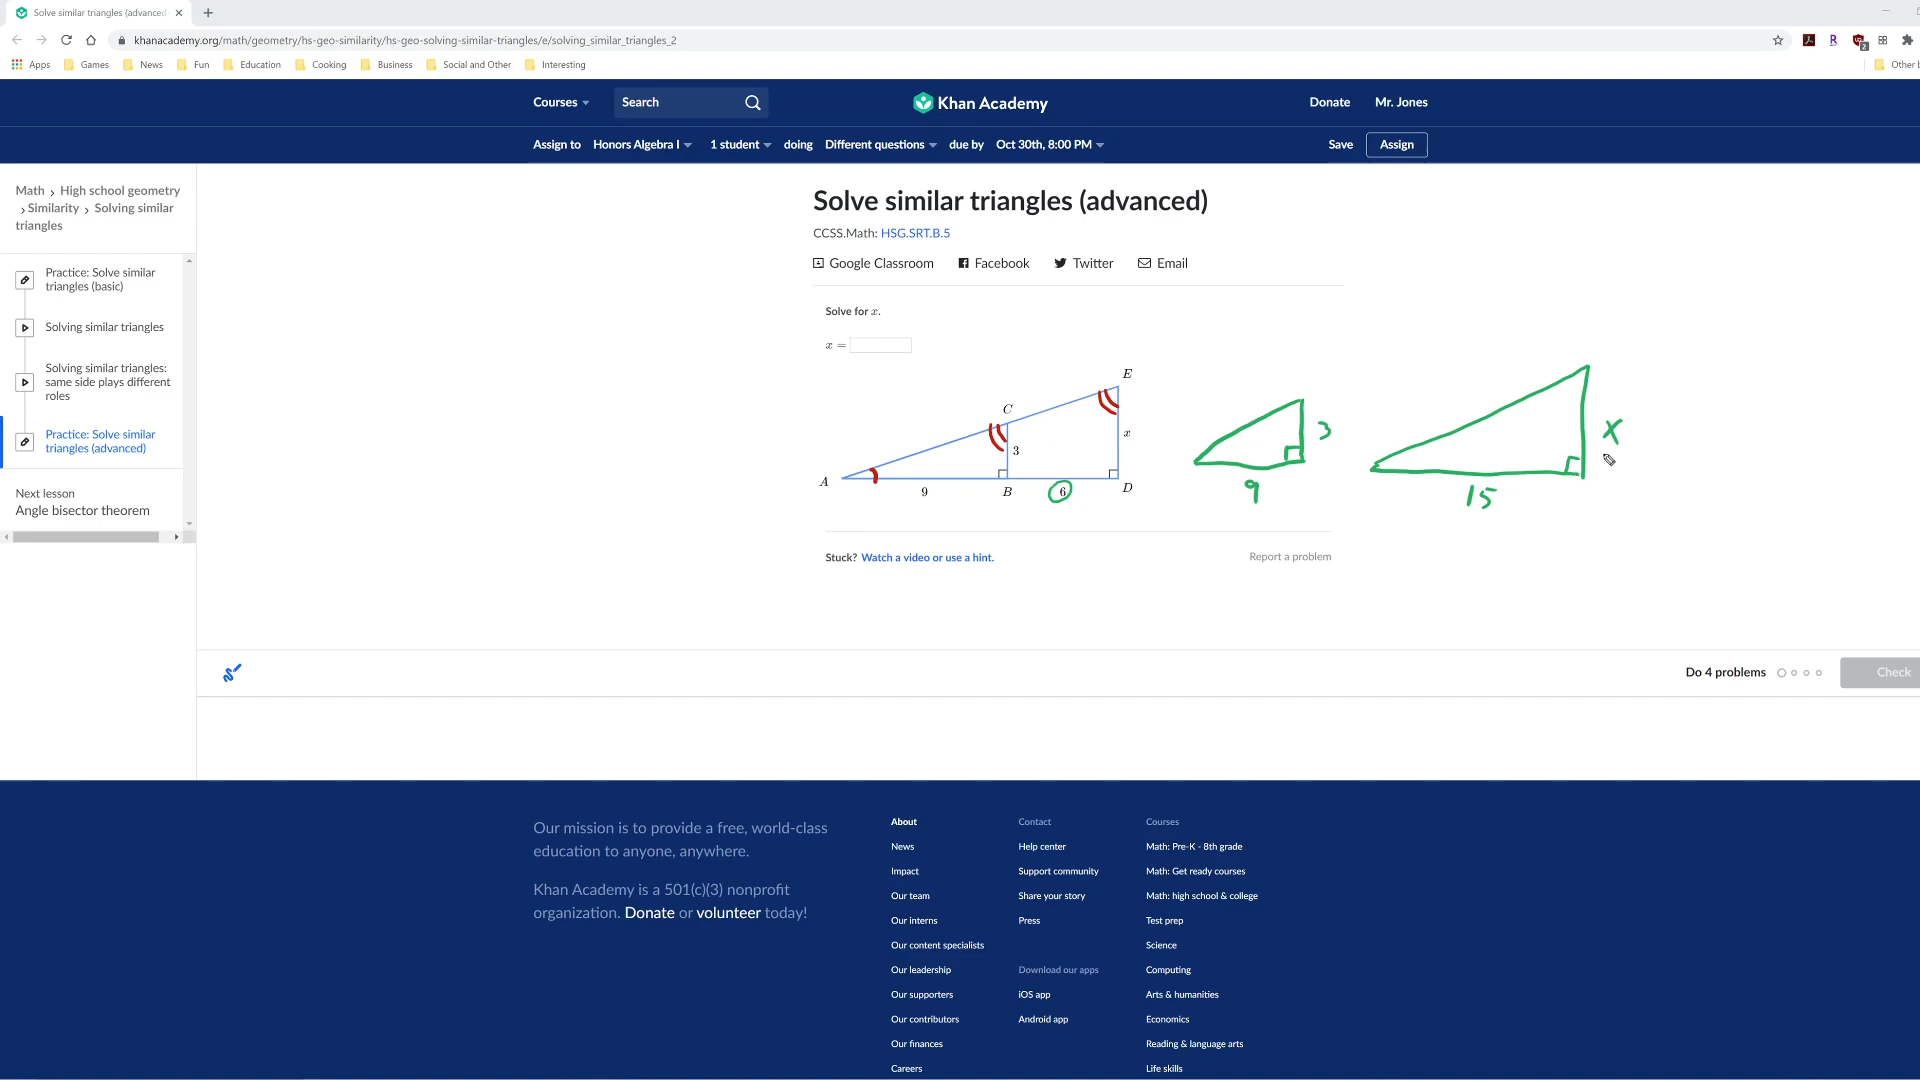 Solve similar triangles (advanced)
khanacademy.org/math/geometry/hs-geo-similarity/hs-geo-solving-similar-triangles/e/solving_similar_triangles_2
R
2
Apps Games News Fun Education Cooking Business Social and Other Interesting Other b
Courses Search Khan Academy Donate Mr. Jones
Assign to Honors Algebra I 1 student doing Different questions due by Oct 30th, 8:00 PM Save Assign
Math > High school geometry
> Similarity > Solving similar
triangles
Practice: Solve similar
triangles (basic)
Solving similar triangles
Solving similar triangles:
same side plays different
roles
Practice: Solve similar
triangles (advanced)
Next lesson
Angle bisector theorem
Solve similar triangles (advanced)
CCSS.Math: HSG.SRT.B.5
Google Classroom Facebook Twitter Email
Solve for x.
x =
E
C
x
3
A
9
B
6
D
3
9
x
15
Stuck? Watch a video or use a hint. Report a problem
Do 4 problems Check
Our mission is to provide a free, world-class
education to anyone, anywhere.
Khan Academy is a 501(c)(3) nonprofit
organization. Donate or volunteer today!
About
News
Impact
Our team
Our interns
Our content specialists
Our leadership
Our supporters
Our contributors
Our finances
Careers
Contact
Help center
Support community
Share your story
Press
Download our apps
iOS app
Android app
Courses
Math: Pre-K - 8th grade
Math: Get ready courses
Math: high school & college
Test prep
Science
Computing
Arts & humanities
Economics
Reading & language arts
Life skills